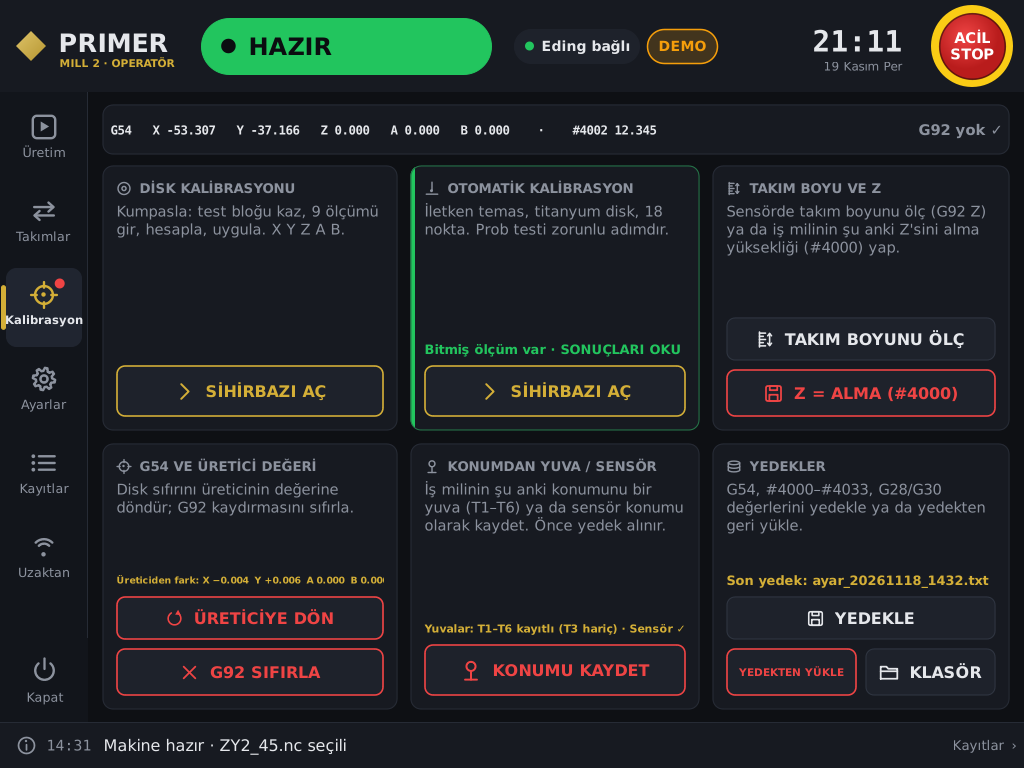 PRIMER
MILL 2 · OPERATÖR
HAZIR
Eding bağlı
DEMO
21:11
19 Kasım Per
ACİL
STOP
Üretim
Takımlar
Kalibrasyon
Ayarlar
Kayıtlar
Uzaktan
Kapat
G54 X -53.307 Y -37.166 Z 0.000 A 0.000 B 0.000 · #4002 12.345
G92 yok ✓
DİSK KALİBRASYONU
Kumpasla: test bloğu kaz, 9 ölçümü
gir, hesapla, uygula. X Y Z A B.
SİHİRBAZI AÇ
OTOMATİK KALİBRASYON
İletken temas, titanyum disk, 18
nokta. Prob testi zorunlu adımdır.
Bitmiş ölçüm var · SONUÇLARI OKU
SİHİRBAZI AÇ
TAKIM BOYU VE Z
Sensörde takım boyunu ölç (G92 Z)
ya da iş milinin şu anki Z'sini alma
yüksekliği (#4000) yap.
TAKIM BOYUNU ÖLÇ
Z = ALMA (#4000)
G54 VE ÜRETİCİ DEĞERİ
Disk sıfırını üreticinin değerine
döndür; G92 kaydırmasını sıfırla.
Üreticiden fark: X −0.004 Y +0.006 A 0.000 B 0.00
ÜRETİCİYE DÖN
G92 SIFIRLA
KONUMDAN YUVA / SENSÖR
İş milinin şu anki konumunu bir
yuva (T1–T6) ya da sensör konumu
olarak kaydet. Önce yedek alınır.
Yuvalar: T1–T6 kayıtlı (T3 hariç) · Sensör ✓
KONUMU KAYDET
YEDEKLER
G54, #4000–#4033, G28/G30
değerlerini yedekle ya da yedekten
geri yükle.
Son yedek: ayar_20261118_1432.txt
YEDEKLE
YEDEKTEN YÜKLE
KLASÖR
14:31 Makine hazır · ZY2_45.nc seçili
Kayıtlar ›